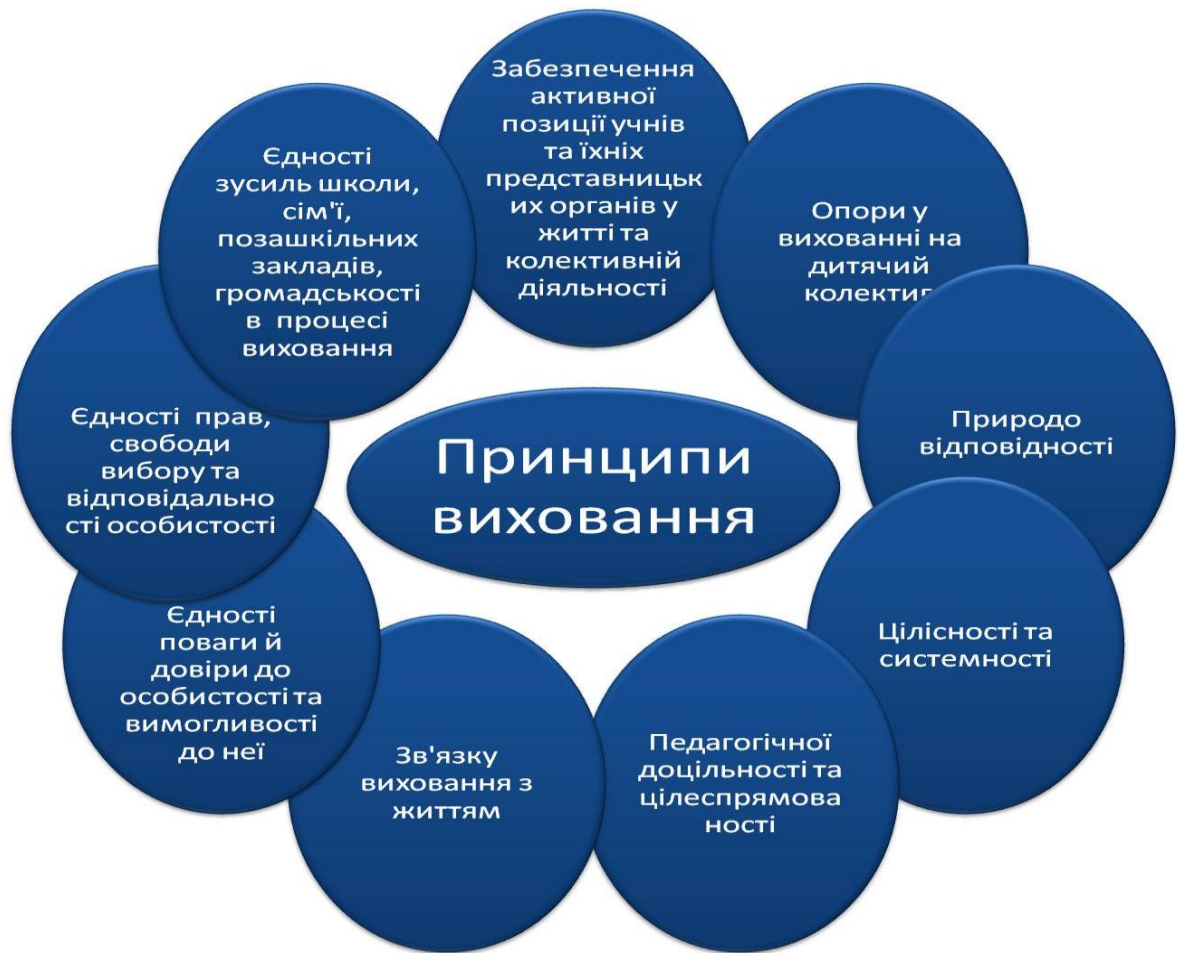 Забезпечення
активної
позиції учнів
та їхніх
представницьк
их органів у
житті та
колективній
діяльності
Опори у
вихованні на
дитячий
колектив
Природо
відповідності
Цілісності та
системності
Педагогічної
доцільності та
цілеспрямова
ності
Зв'язку
виховання з
життям
Єдності
поваги й
довіри до
особистості та
вимогливості
до неї
Єдності прав,
свободи
вибору та
відповідально
сті особистості
Єдності
зусиль школи,
сім'ї,
позашкільних
закладів,
громадськості
в процесі
виховання
Принципи
виховання